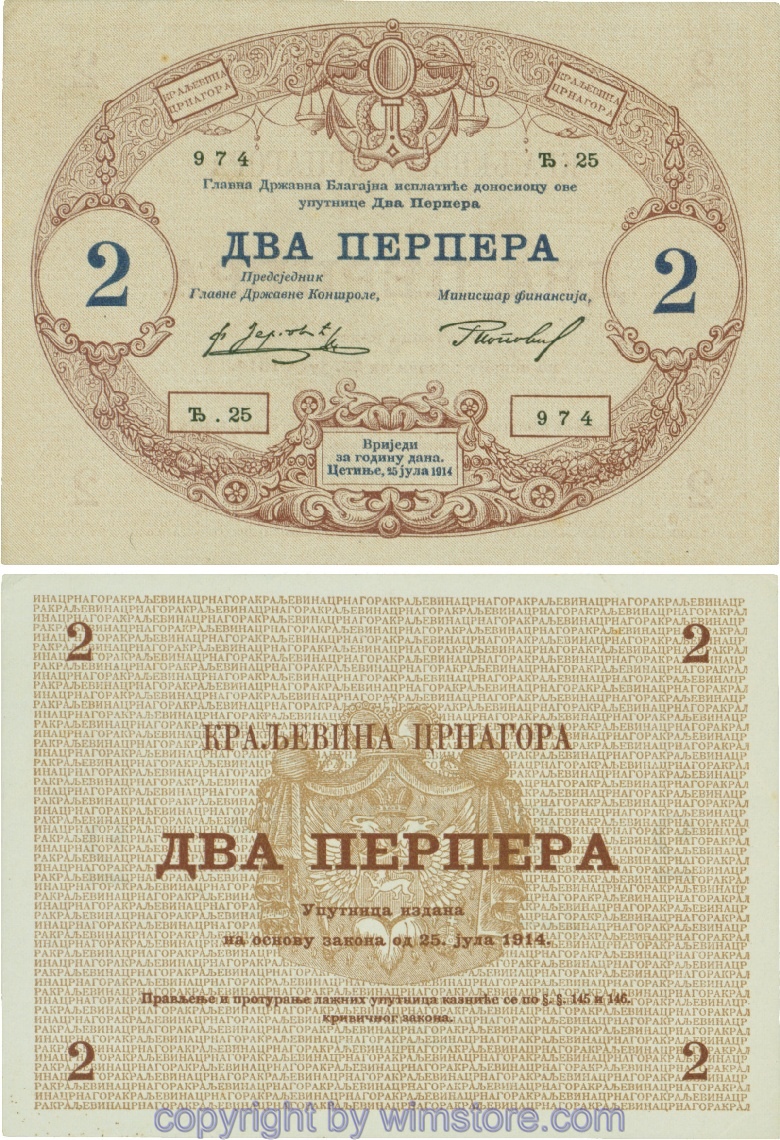 КРАЉЕВИНА
ЦРНАГОРА
КРАЉЕВИНА
ЦРНАГОРА
974
Ђ. 25
Главна Државна Благајна исплатиће доносиоцу ове
упутнице Два Перпера
ДВА ПЕРПЕРА
2
2
Предсједник
Главне Државне Контроле,
Министар финансија,
Ђ. 25
974
Вриједи
за годину дана.
Цетиње, 25 јула 1914
2
2
КРАЉЕВИНА ЦРНАГОРА
ДВА ПЕРПЕРА
Упутница издана
на основу закона од 25. јула 1914.
Прављење и протурање лажних упутница казниће се по §. §. 145 и 146.
кривичног закона.
2
2
copyright by wimstore.com